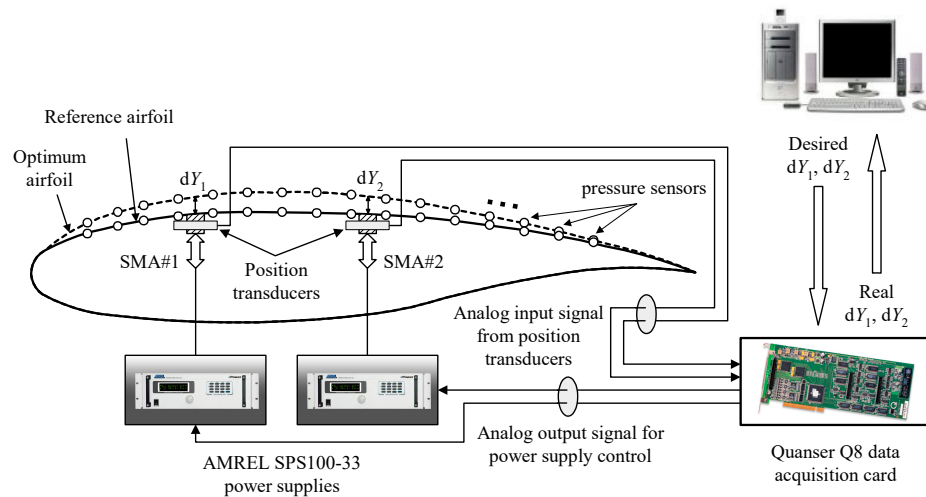 Reference airfoil
Optimum
airfoil
dY1
dY2
pressure sensors
SMA#1
Position
transducers
SMA#2
Desired
dY1, dY2
Real
dY1, dY2
Analog input signal
from position
transducers
Analog output signal for
power supply control
AMREL SPS100-33
power supplies
Quanser Q8 data
acquisition card